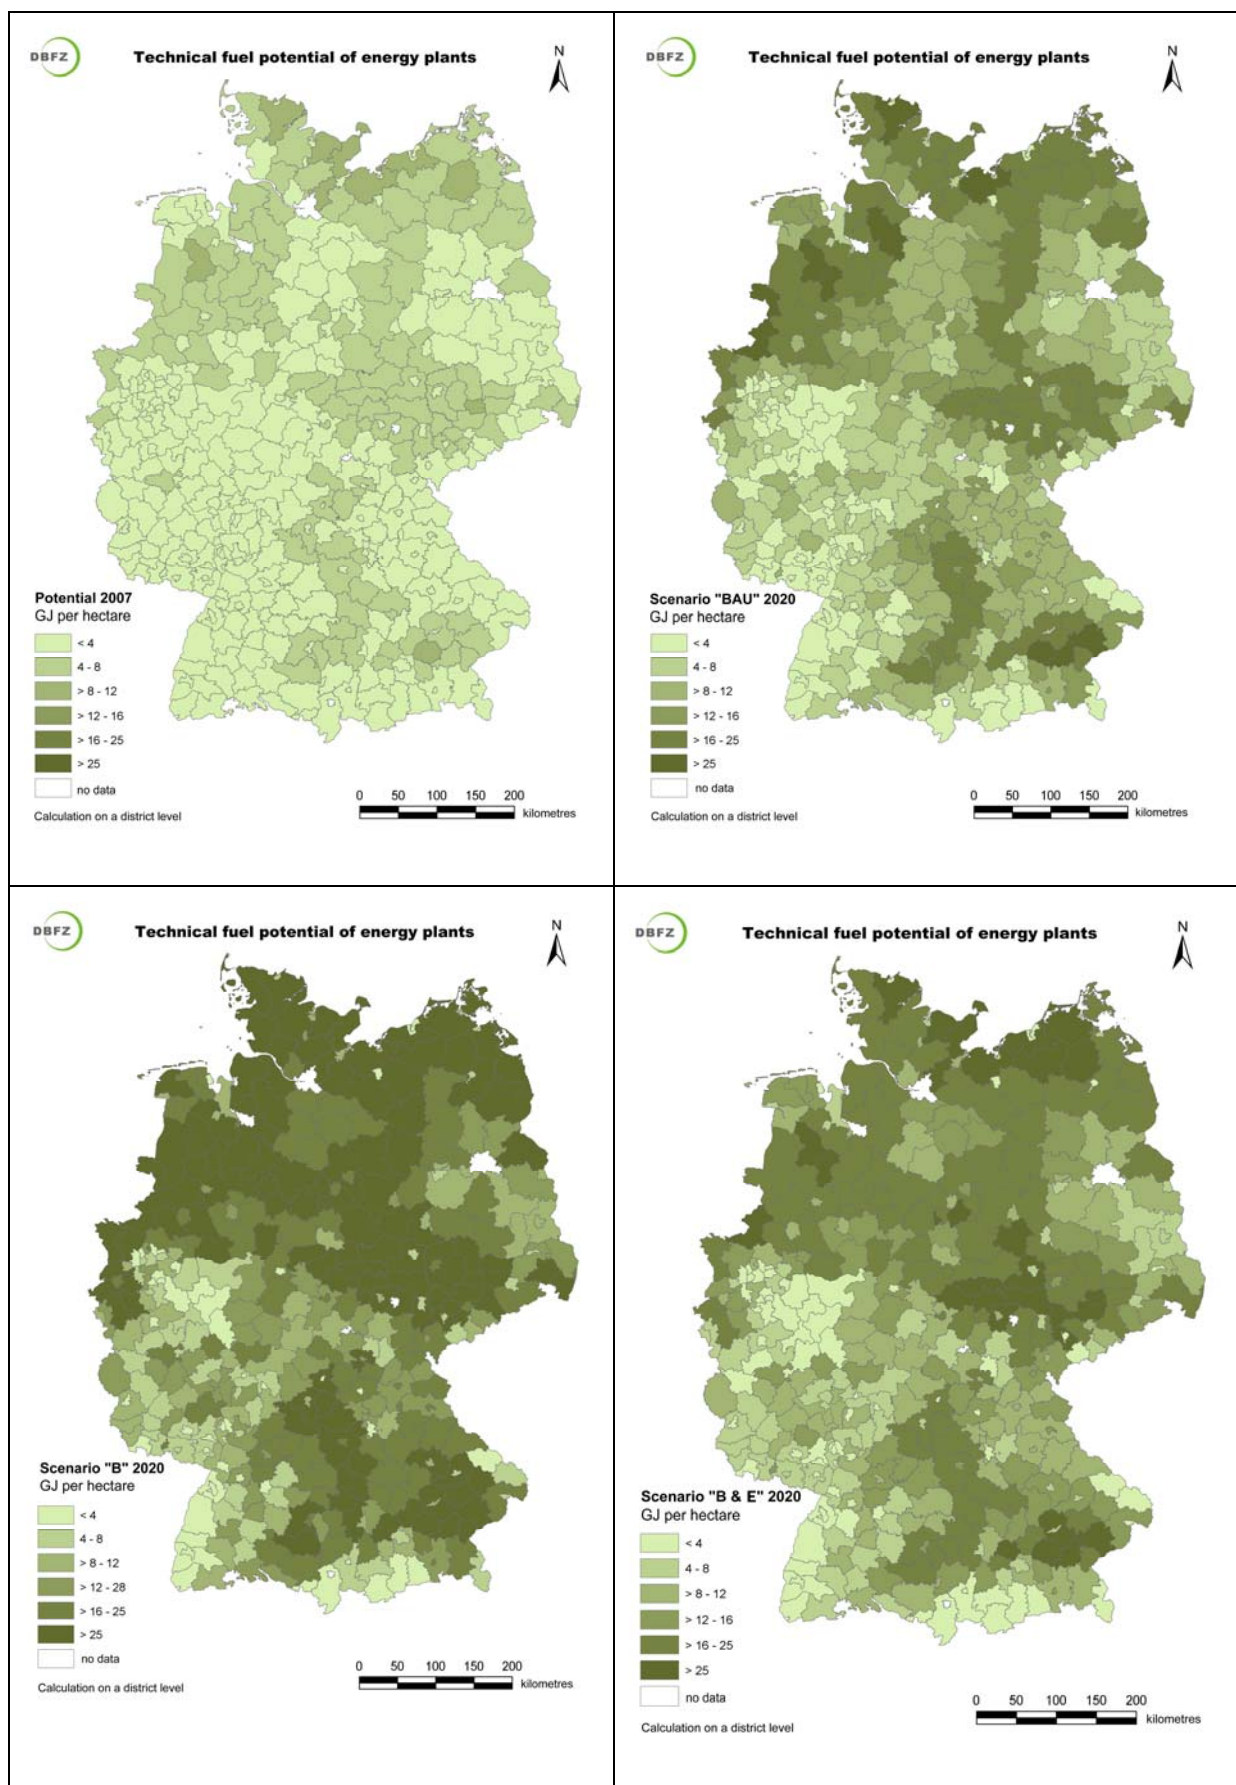 DBFZ
Technical fuel potential of energy plants
N
Potential 2007
GJ per hectare
< 4
4 - 8
> 8 - 12
> 12 - 16
> 16 - 25
> 25
no data
Calculation on a district level
0 50 100 150 200
kilometres
DBFZ
Technical fuel potential of energy plants
N
Scenario "BAU" 2020
GJ per hectare
< 4
4 - 8
> 8 - 12
> 12 - 16
> 16 - 25
> 25
no data
Calculation on a district level
0 50 100 150 200
kilometres
DBFZ
Technical fuel potential of energy plants
N
Scenario "B" 2020
GJ per hectare
< 4
4 - 8
> 8 - 12
> 12 - 28
> 16 - 25
> 25
no data
Calculation on a district level
0 50 100 150 200
kilometres
DBFZ
Technical fuel potential of energy plants
N
Scenario "B & E" 2020
GJ per hectare
< 4
4 - 8
> 8 - 12
> 12 - 16
> 16 - 25
> 25
no data
Calculation on a district level
0 50 100 150 200
kilometres